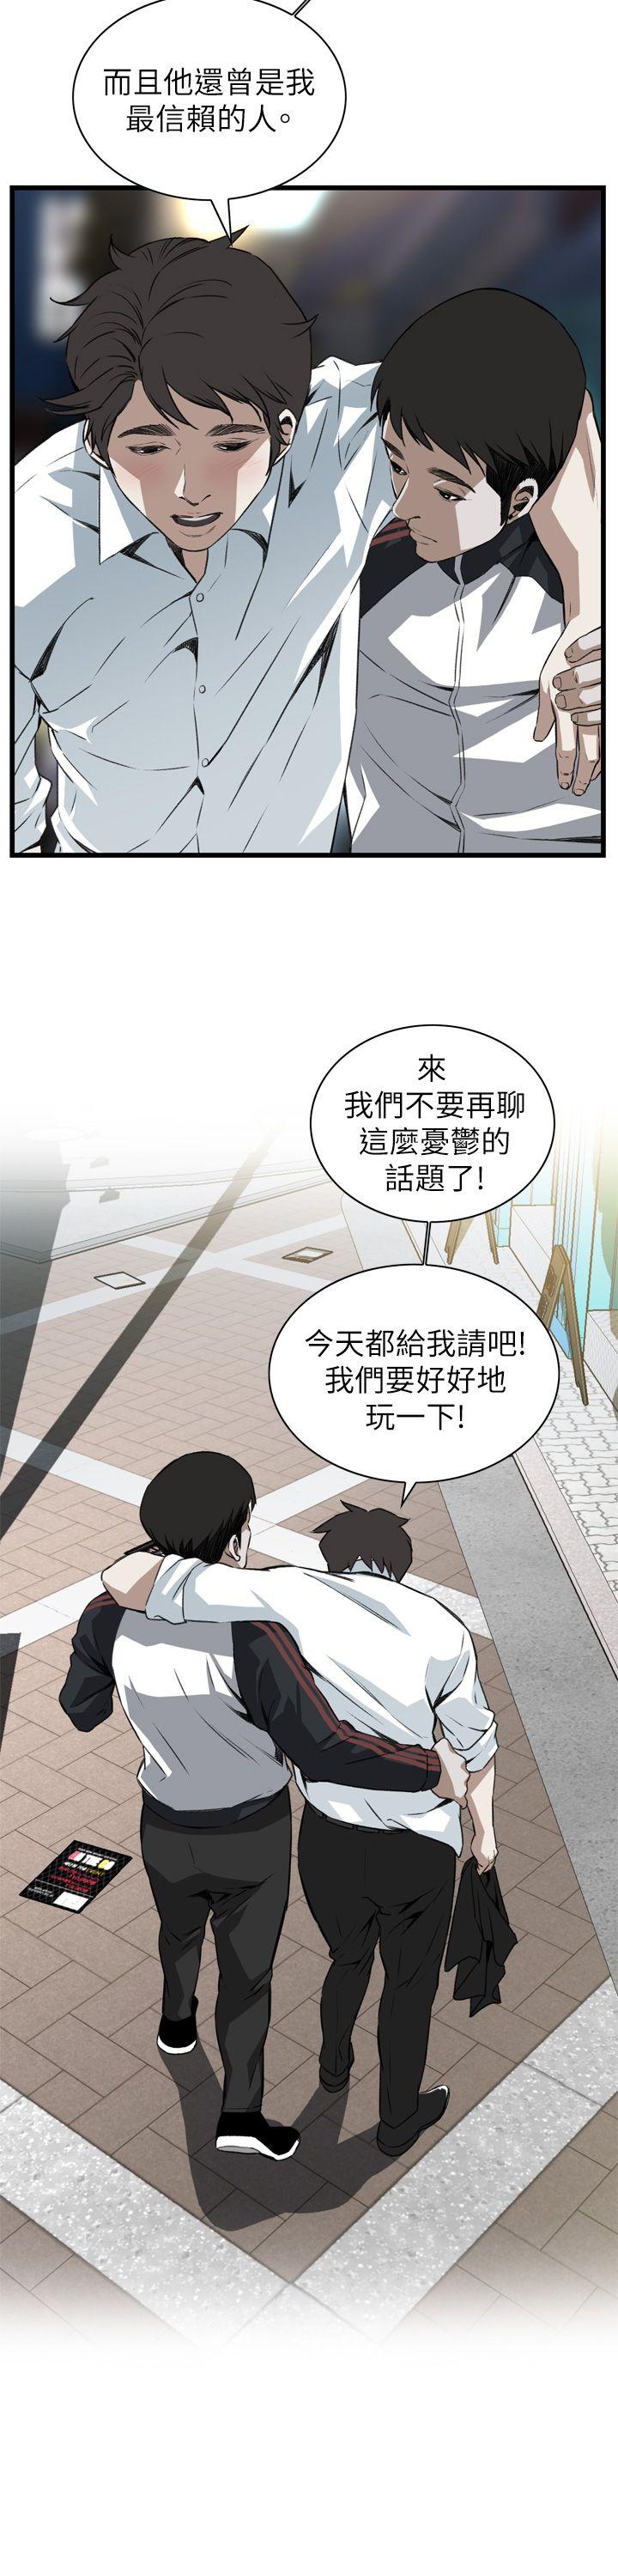 而且他還曾是我
最信賴的人。
來
我們不要再聊
這麼憂鬱的
話題了!
今天都給我請吧!
我們要好好地
玩一下!